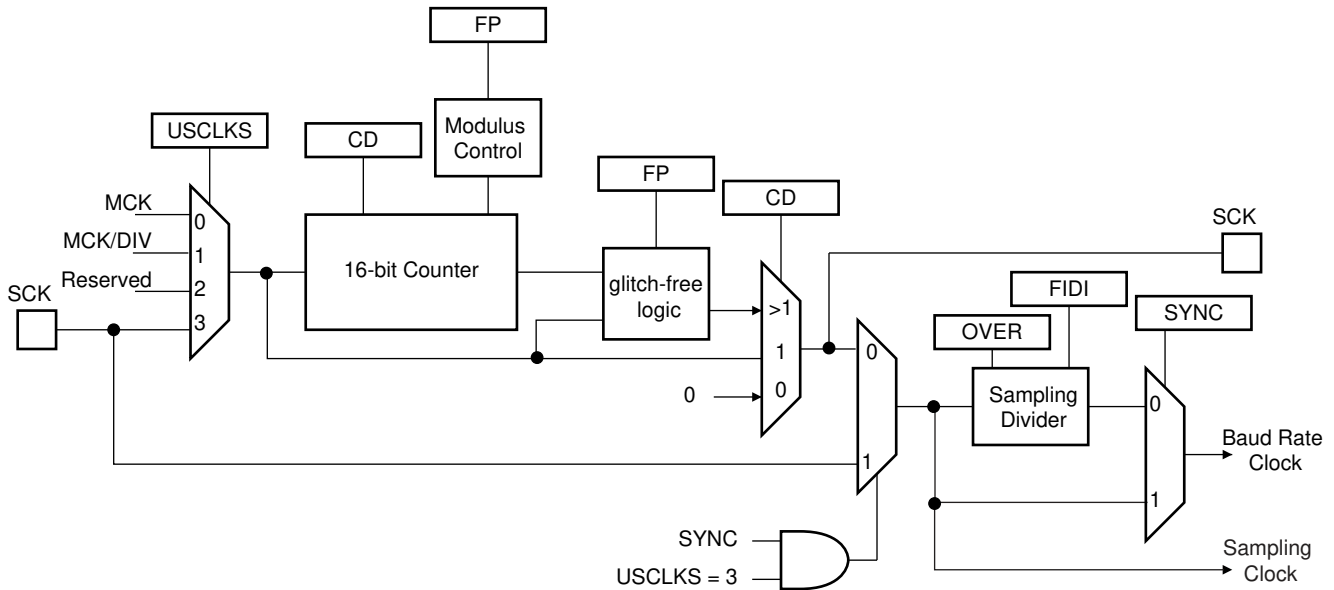 FP
USCLKS
CD
Modulus
Control
FP
CD
MCK
0
MCK/DIV
1
Reserved
2
SCK
3
16-bit Counter
glitch-free
logic
>1
1
0
0
SCK
FIDI
OVER
SYNC
0
1
Sampling
Divider
0
1
Baud Rate
Clock
SYNC
USCLKS = 3
Sampling
Clock